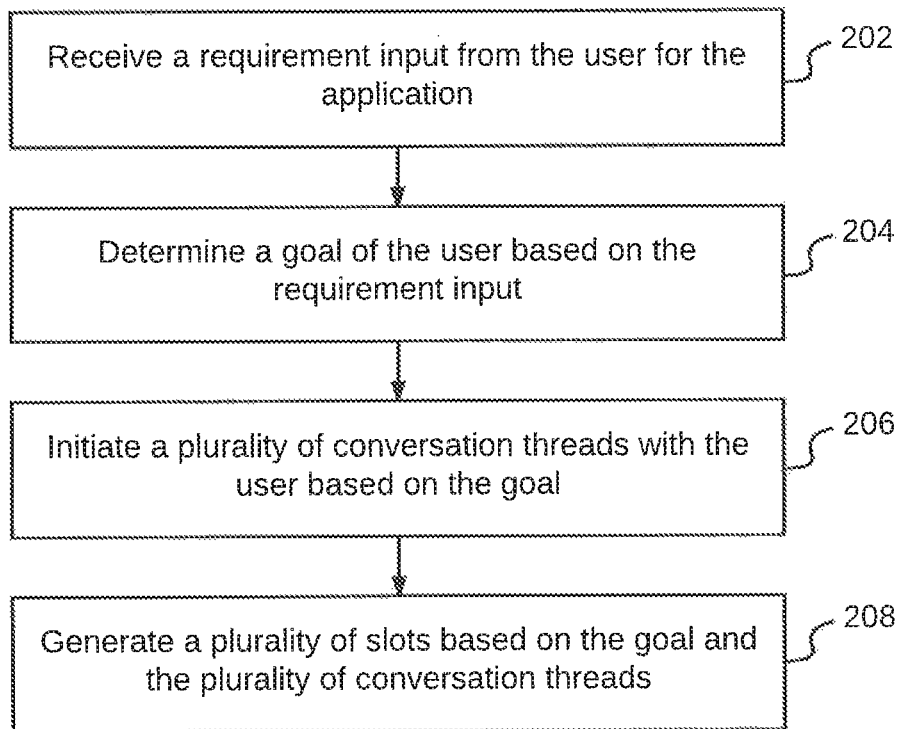 Receive a requirement input from the user for the
application
202
Determine a goal of the user based on the
requirement input
204
Initiate a plurality of conversation threads with the
user based on the goal
206
Generate a plurality of slots based on the goal and
the plurality of conversation threads
208